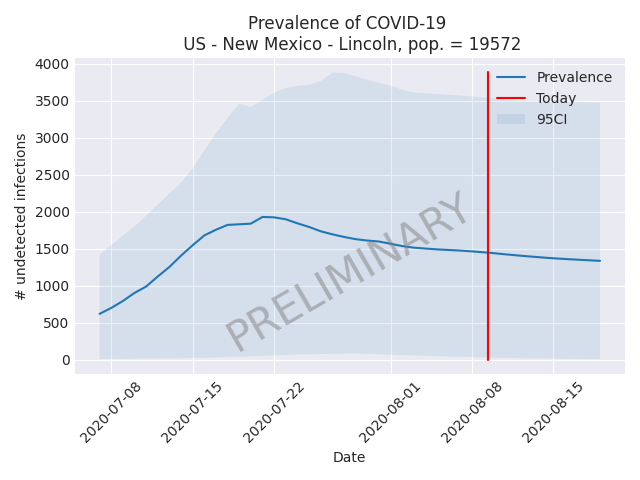 Prevalence of COVID-19
US - New Mexico - Lincoln, pop. = 19572
4000
3500
3000
2500
2000
1500
1000
500
0
# undetected infections
Prevalence
Today
95CI
PRELIMINARY
2020-07-08
2020-07-15
2020-07-22
2020-08-01
2020-08-08
2020-08-15
Date